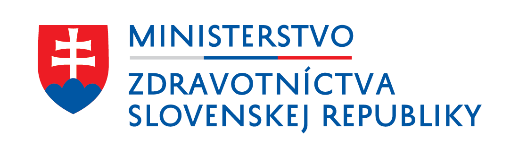 MINISTERSTVO
ZDRAVOTNÍCTVA
SLOVENSKEJ REPUBLIKY